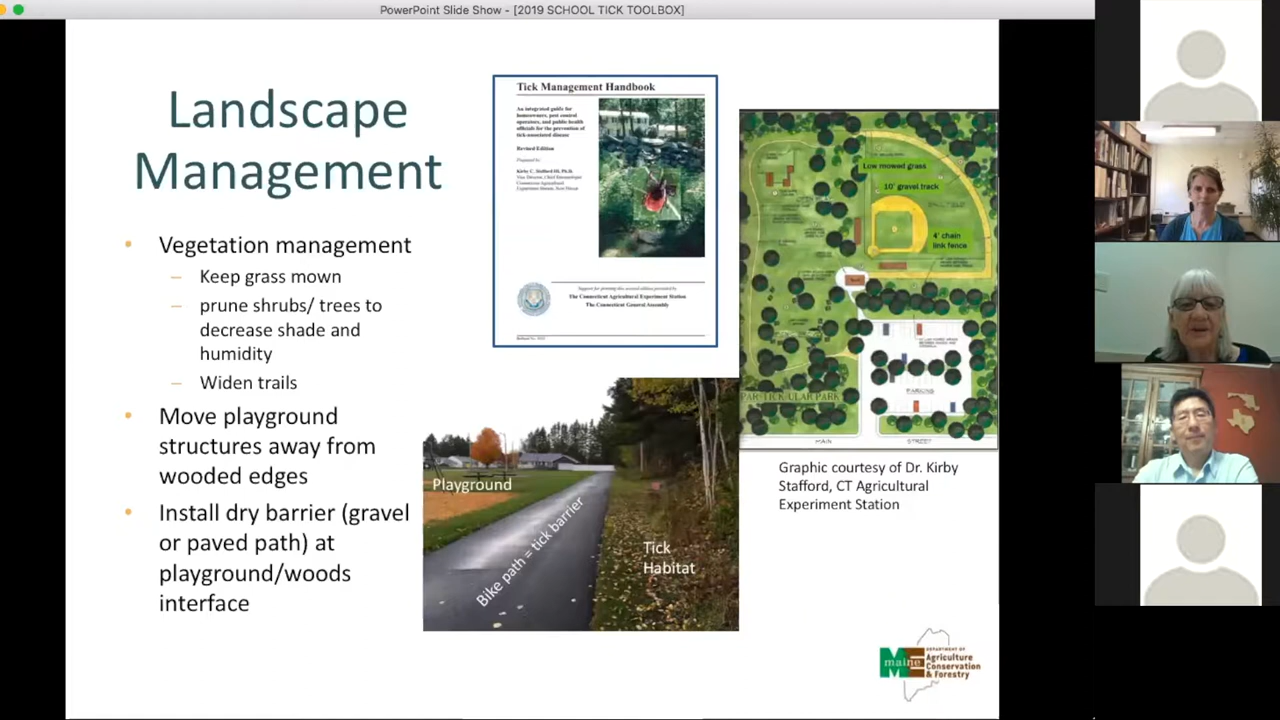 PowerPoint Slide Show - [2019 SCHOOL TICK TOOLBOX]
Landscape
Management
• Vegetation management
– Keep grass mown
– prune shrubs/ trees to
decrease shade and
humidity
– Widen trails
• Move playground
structures away from
wooded edges
• Install dry barrier (gravel
or paved path) at
playground/woods
interface
Tick Management Handbook
An integrated guide for
homeowners, pest control
operators, and public health
officials for the prevention of
tick-associated disease
Revised Edition
Prepared by:
Kirby C. Stafford III, Ph.D.
Vice Director, Chief Entomologist
Connecticut Agricultural
Experiment Station, New Haven
Support for printing this revised edition provided by
The Connecticut Agricultural Experiment Station
The Connecticut General Assembly
Low mowed grass
10' gravel track
4' chain
link fence
PAR-TICK-ULAR PARK
PARKING
MAIN STREET
Graphic courtesy of Dr. Kirby
Stafford, CT Agricultural
Experiment Station
Playground
Bike path = tick barrier
Tick
Habitat
maine
DEPARTMENT OF
Agriculture
Conservation
& Forestry